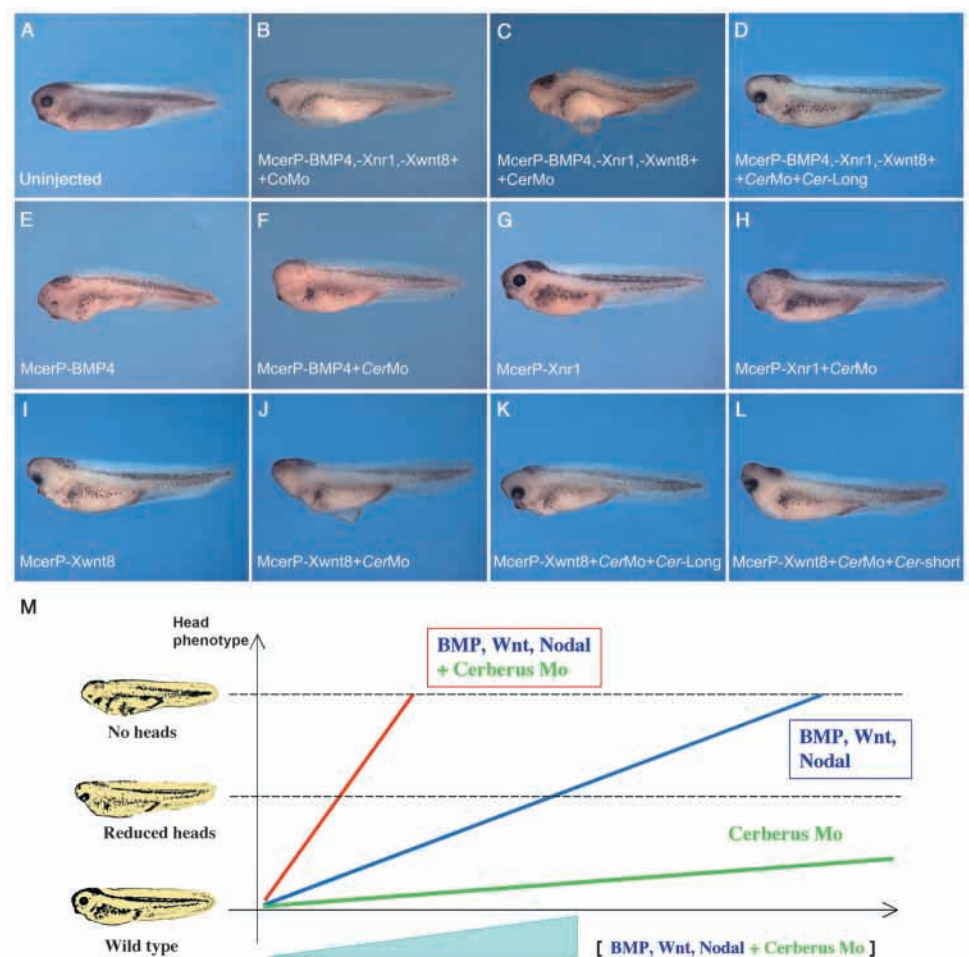 A
Uninjected
B
McerP-BMP4,-Xnr1,-Xwnt8+
+CoMo
C
McerP-BMP4,-Xnr1,-Xwnt8+
+CerMo
D
McerP-BMP4,-Xnr1,-Xwnt8+
+CerMo+Cer-Long
E
McerP-BMP4
F
McerP-BMP4+CerMo
G
McerP-Xnr1
H
McerP-Xnr1+CerMo
I
McerP-Xwnt8
J
McerP-Xwnt8+CerMo
K
McerP-Xwnt8+CerMo+Cer-Long
L
McerP-Xwnt8+CerMo+Cer-short
M
Head
phenotype
BMP, Wnt, Nodal
+ Cerberus Mo
No heads
BMP, Wnt,
Nodal
Reduced heads
Cerberus Mo
Wild type
[ BMP, Wnt, Nodal + Cerberus Mo ]